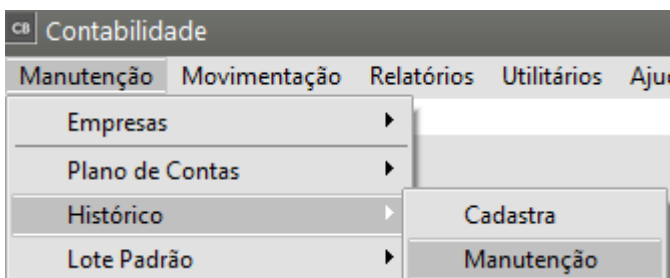 CB Contabilidade
Manutenção Movimentação Relatórios Utilitários
Empresas
Plano de Contas
Histórico Cadastra
Lote Padrão Manutenção